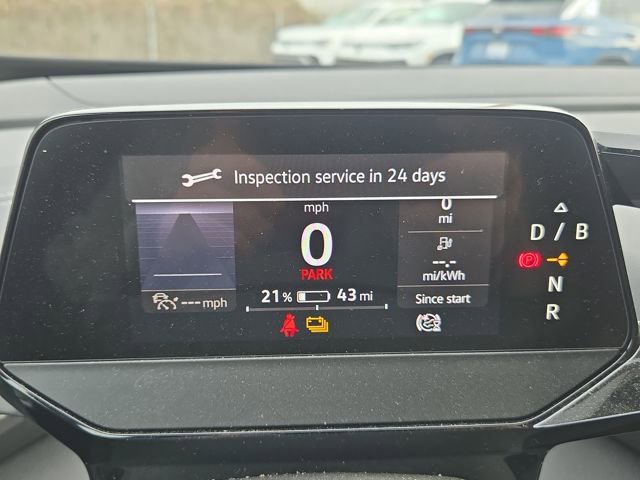 Inspection service in 24 days
mph
0
PARK
0
mi
--.-
mi/kWh
Since start
--- mph
21 % 43 mi
D / B
P
N
R